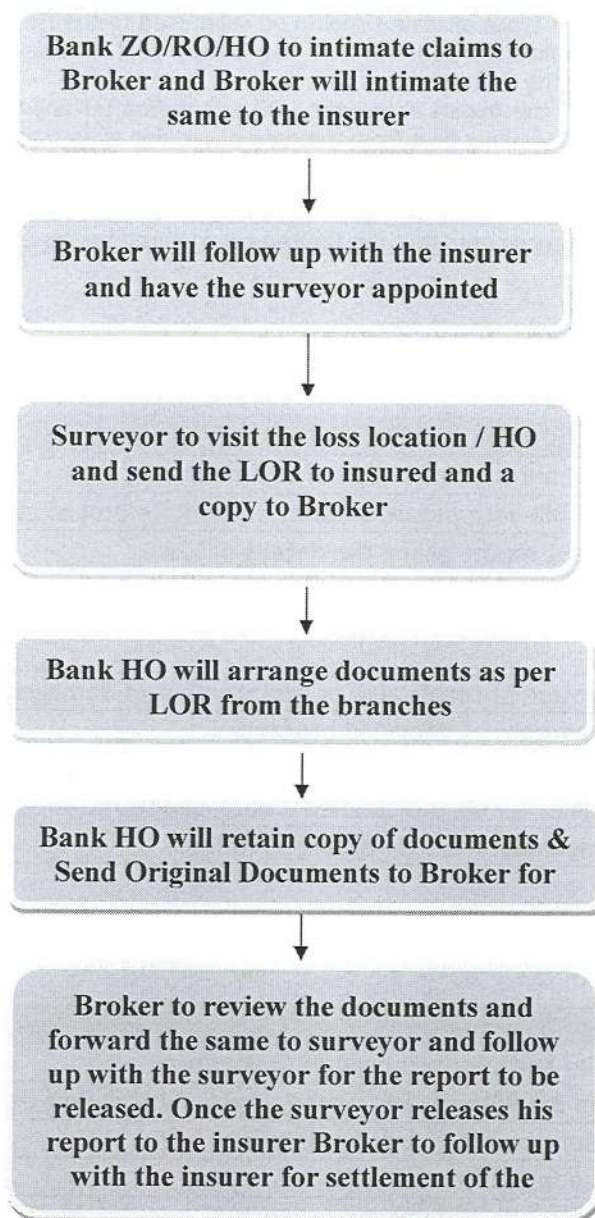 Bank ZO/RO/HO to intimate claims to
Broker and Broker will intimate the
same to the insurer
Broker will follow up with the insurer
and have the surveyor appointed
Surveyor to visit the loss location / HO
and send the LOR to insured and a
copy to Broker
Bank HO will arrange documents as per
LOR from the branches
Bank HO will retain copy of documents &
Send Original Documents to Broker for
Broker to review the documents and
forward the same to surveyor and follow
up with the surveyor for the report to be
released. Once the surveyor releases his
report to the insurer Broker to follow up
with the insurer for settlement of the